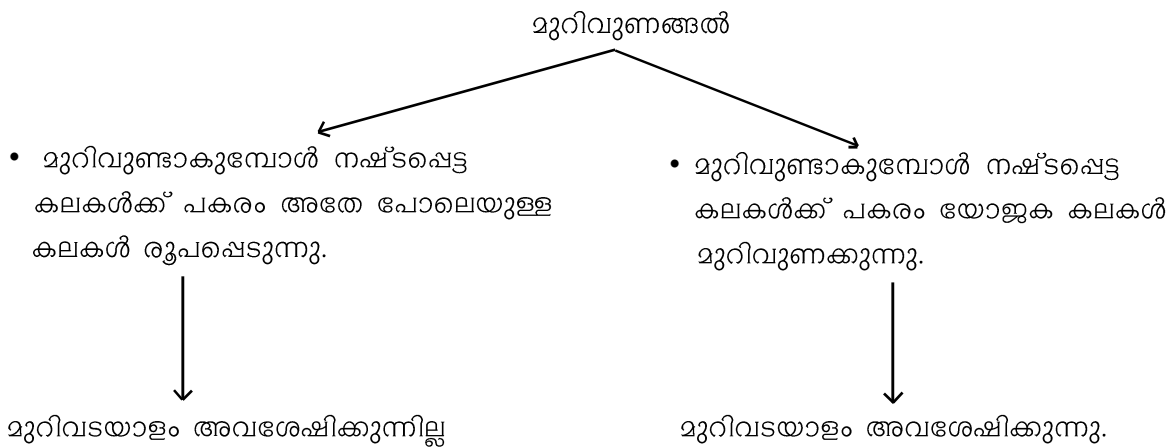 മുറിവുണങ്ങൽ
• മുറിവുണ്ടാകുമ്പോൾ നഷ്ടപ്പെട്ട
കലകൾക്ക് പകരം അതേ പോലെയുള്ള
കലകൾ രൂപപ്പെടുന്നു.
• മുറിവുണ്ടാകുമ്പോൾ നഷ്ടപ്പെട്ട
കലകൾക്ക് പകരം യോജക കലകൾ
മുറിവുണക്കുന്നു.
മുറിവടയാളം അവശേഷിക്കുന്നില്ല
മുറിവടയാളം അവശേഷിക്കുന്നു.